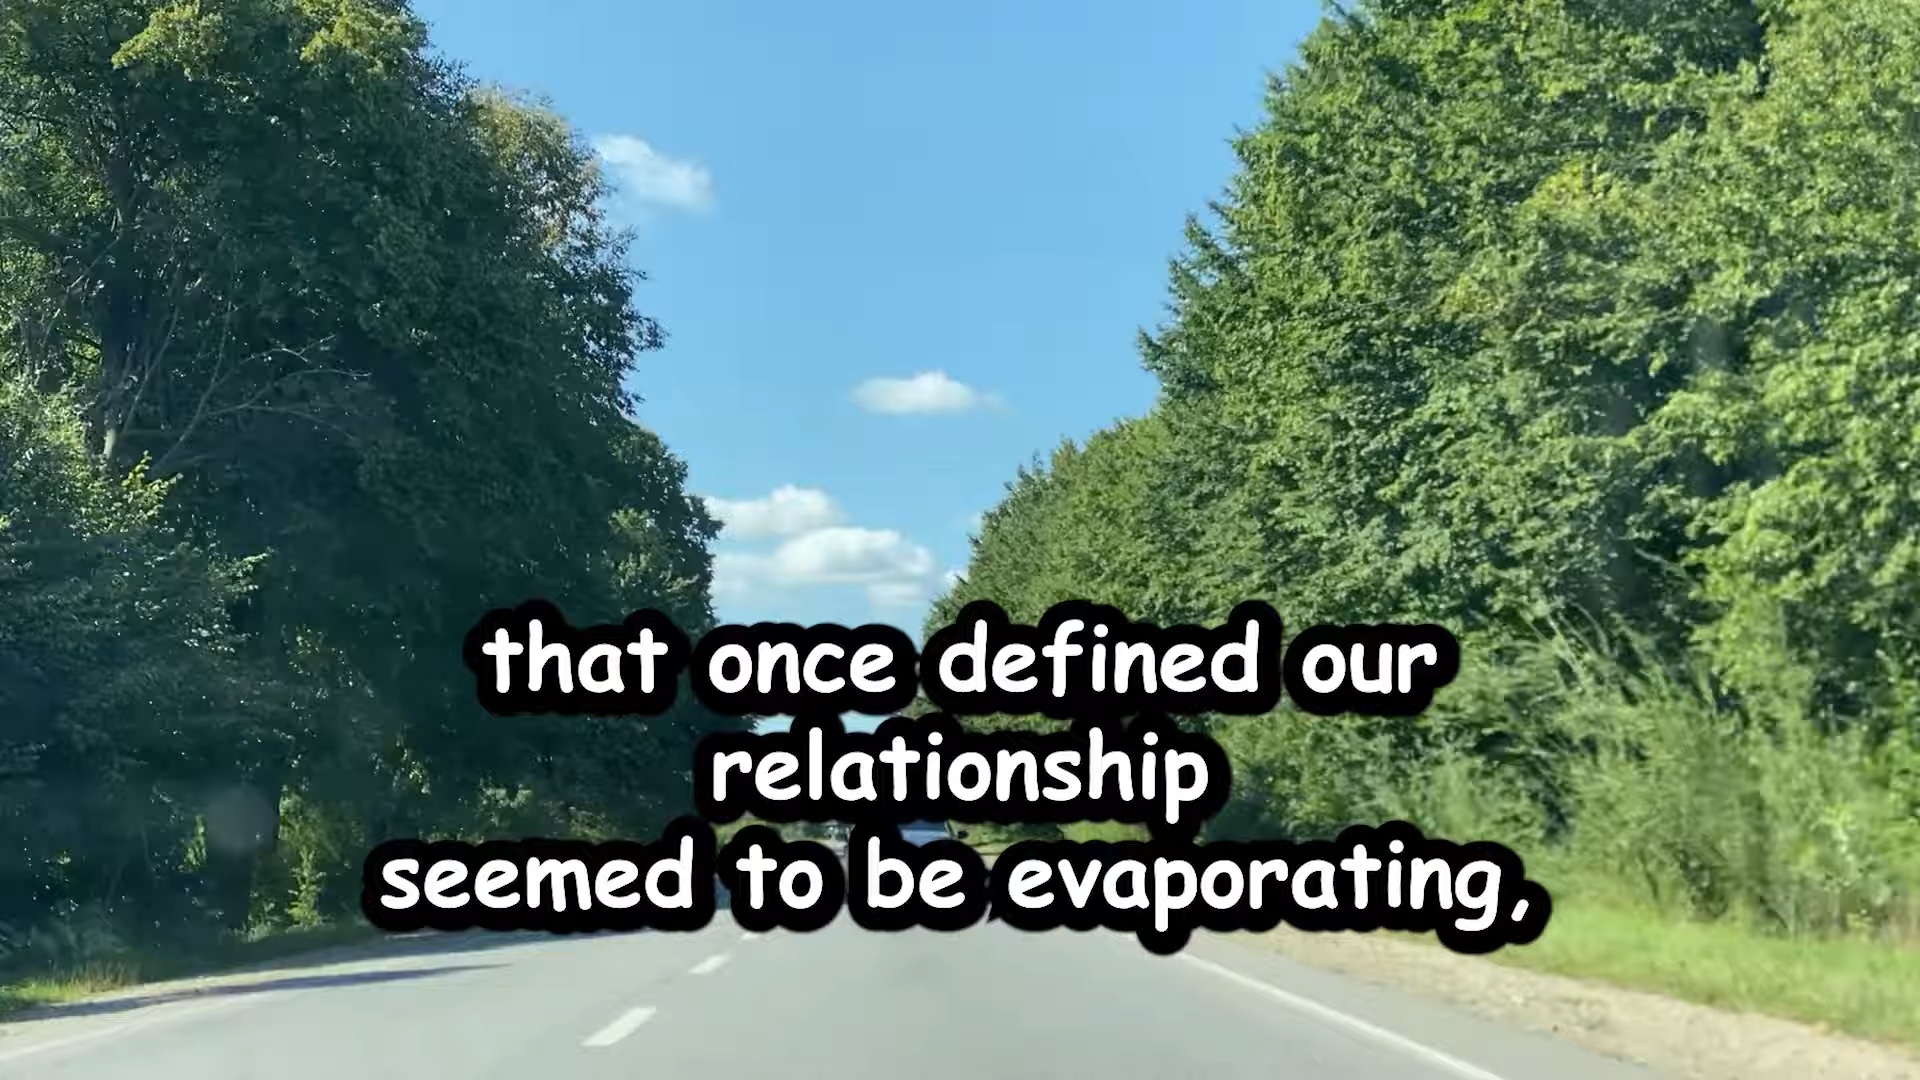 that once defined our
relationship
seemed to be evaporating,